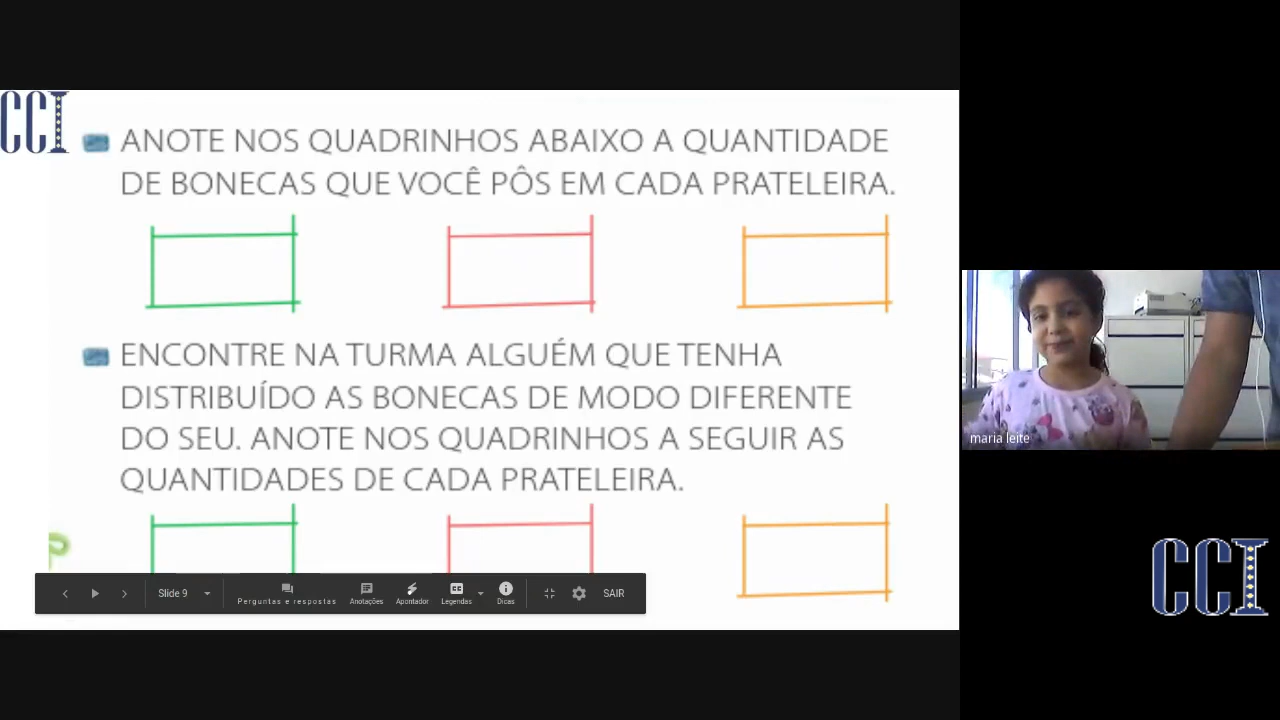 CCI
ANOTE NOS QUADRINHOS ABAIXO A QUANTIDADE
DE BONECAS QUE VOCÊ PÔS EM CADA PRATELEIRA.
ENCONTRE NA TURMA ALGUÉM QUE TENHA
DISTRIBUÍDO AS BONECAS DE MODO DIFERENTE
DO SEU. ANOTE NOS QUADRINHOS A SEGUIR AS
QUANTIDADES DE CADA PRATELEIRA.
Slide 9
Perguntas e respostas
Anotações
Apontador
Legendas
Dicas
SAIR
maria leite
CCI